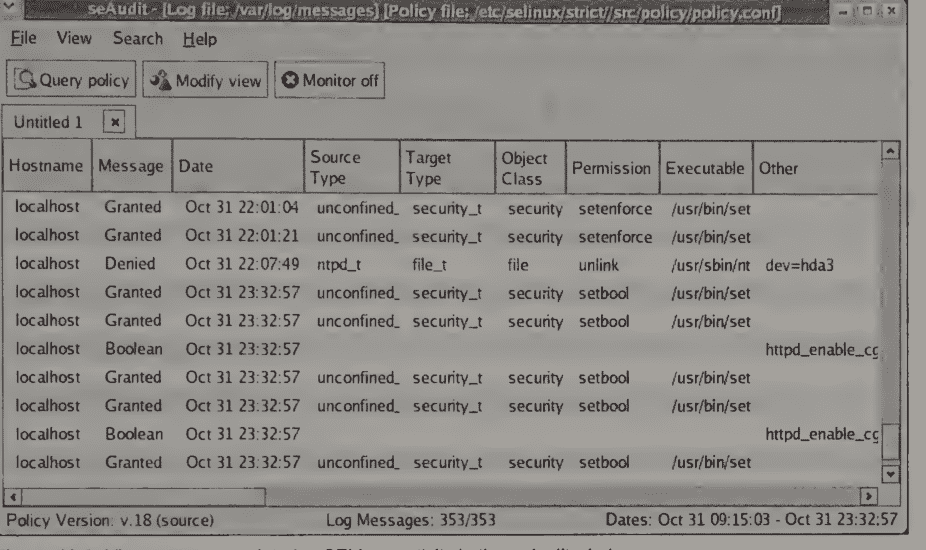 seAudit - [Log file; /var/log/messages] [Policy file; /etc/selinux/strict//src/policy/policy.conf]
File View Search Help
Query policy Modify view Monitor off
Untitled 1
Hostname Message Date Source Type Target Type Object Class Permission Executable Other
localhost Granted Oct 31 22:01:04 unconfined_ security_t security setenforce /usr/bin/set
localhost Granted Oct 31 22:01:21 unconfined_ security_t security setenforce /usr/bin/set
localhost Denied Oct 31 22:07:49 ntpd_t file_t file unlink /usr/sbin/nt dev=hda3
localhost Granted Oct 31 23:32:57 unconfined_ security_t security setbool /usr/bin/set
localhost Granted Oct 31 23:32:57 unconfined_ security_t security setbool /usr/bin/set
localhost Boolean Oct 31 23:32:57 httpd_enable_cg
localhost Granted Oct 31 23:32:57 unconfined_ security_t security setbool /usr/bin/set
localhost Granted Oct 31 23:32:57 unconfined_ security_t security setbool /usr/bin/set
localhost Boolean Oct 31 23:32:57 httpd_enable_cg
localhost Granted Oct 31 23:32:57 unconfined_ security_t security setbool /usr/bin/set
Policy Version: v.18 (source) Log Messages: 353/353 Dates: Oct 31 09:15:03 - Oct 31 23:32:57